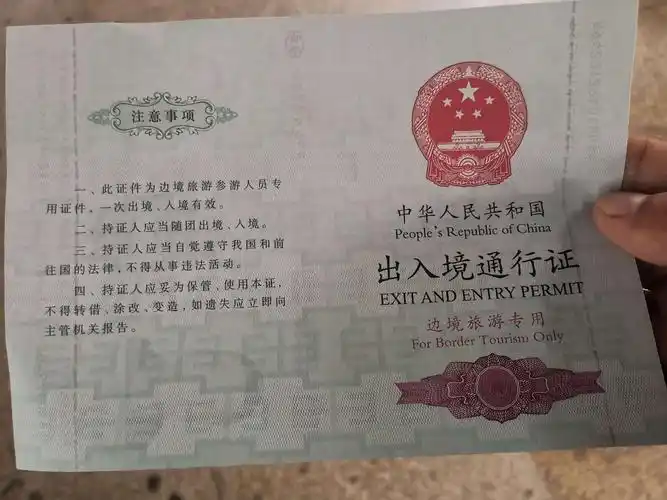 注意事项
一、此证件为边境旅游参游人员专
用证件，一次出境、入境有效。
二、持证人应当随团出境、入境。
三、持证人应当自觉遵守我国和前
往国的法律，不得从事违法活动。
四、持证人应妥为保管、使用本证，
不得转借、涂改、变造，如遗失应立即向
主管机关报告。
中华人民共和国
People's Republic of China
出入境通行证
EXIT AND ENTRY PERMIT
边境旅游专用
For Border Tourism Only